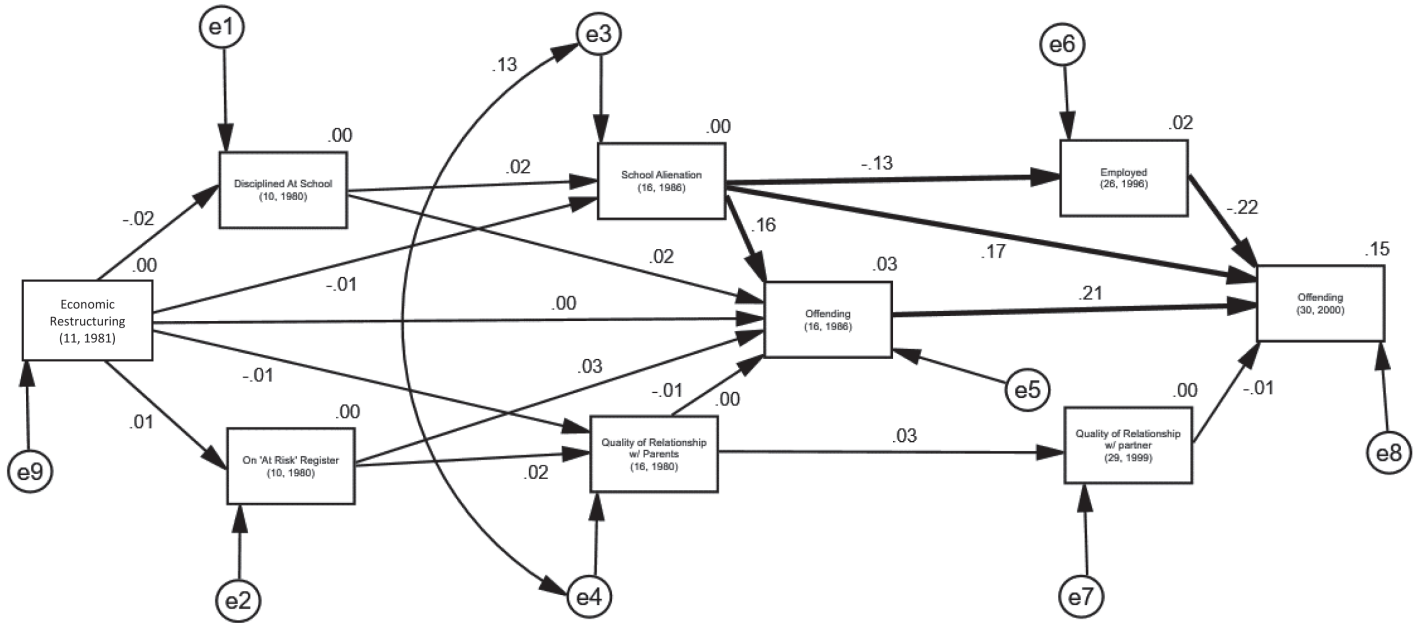 e1
e3
e6
.13
.00
.00
.02
Disciplined At School
(10, 1980)
.02
School Alienation
(16, 1986)
-.13
Employed
(26, 1996)
-.02
.16
-.22
.00
-.01
.02
.03
.17
.15
Economic
Restructuring
(11, 1981)
.00
Offending
(16, 1986)
.21
Offending
(30, 2000)
-.01
.03
-.01
e5
-.01
.01
.00
.00
.00
e9
On 'At Risk' Register
(10, 1980)
.02
Quality of Relationship
w/ Parents
(16, 1980)
.03
Quality of Relationship
w/ partner
(29, 1999)
e8
e2
e4
e7